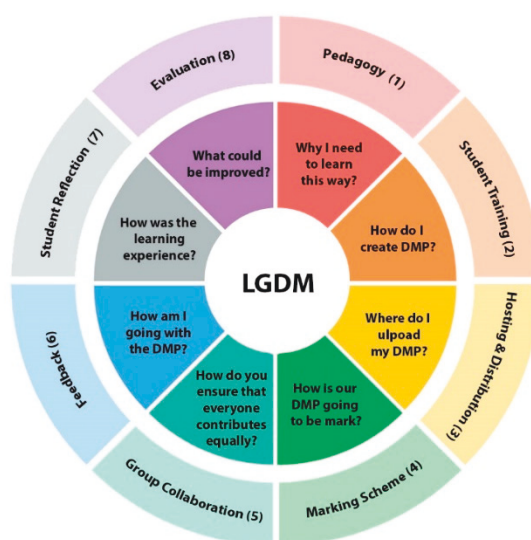 Pedagogy (1)
Why I need
to learn
this way?
Student Training (2)
How do I
create DMP?
Hosting & Distribution (3)
Where do I
ulpoad
my DMP?
Marking Scheme (4)
How is our
DMP going
to be mark?
Group Collaboration (5)
How do you
ensure that
everyone
contributes
equally?
Feedback (6)
How am I
going with
the DMP?
Student Reflection (7)
How was the
learning
experience?
Evaluation (8)
What could
be improved?
LGDM